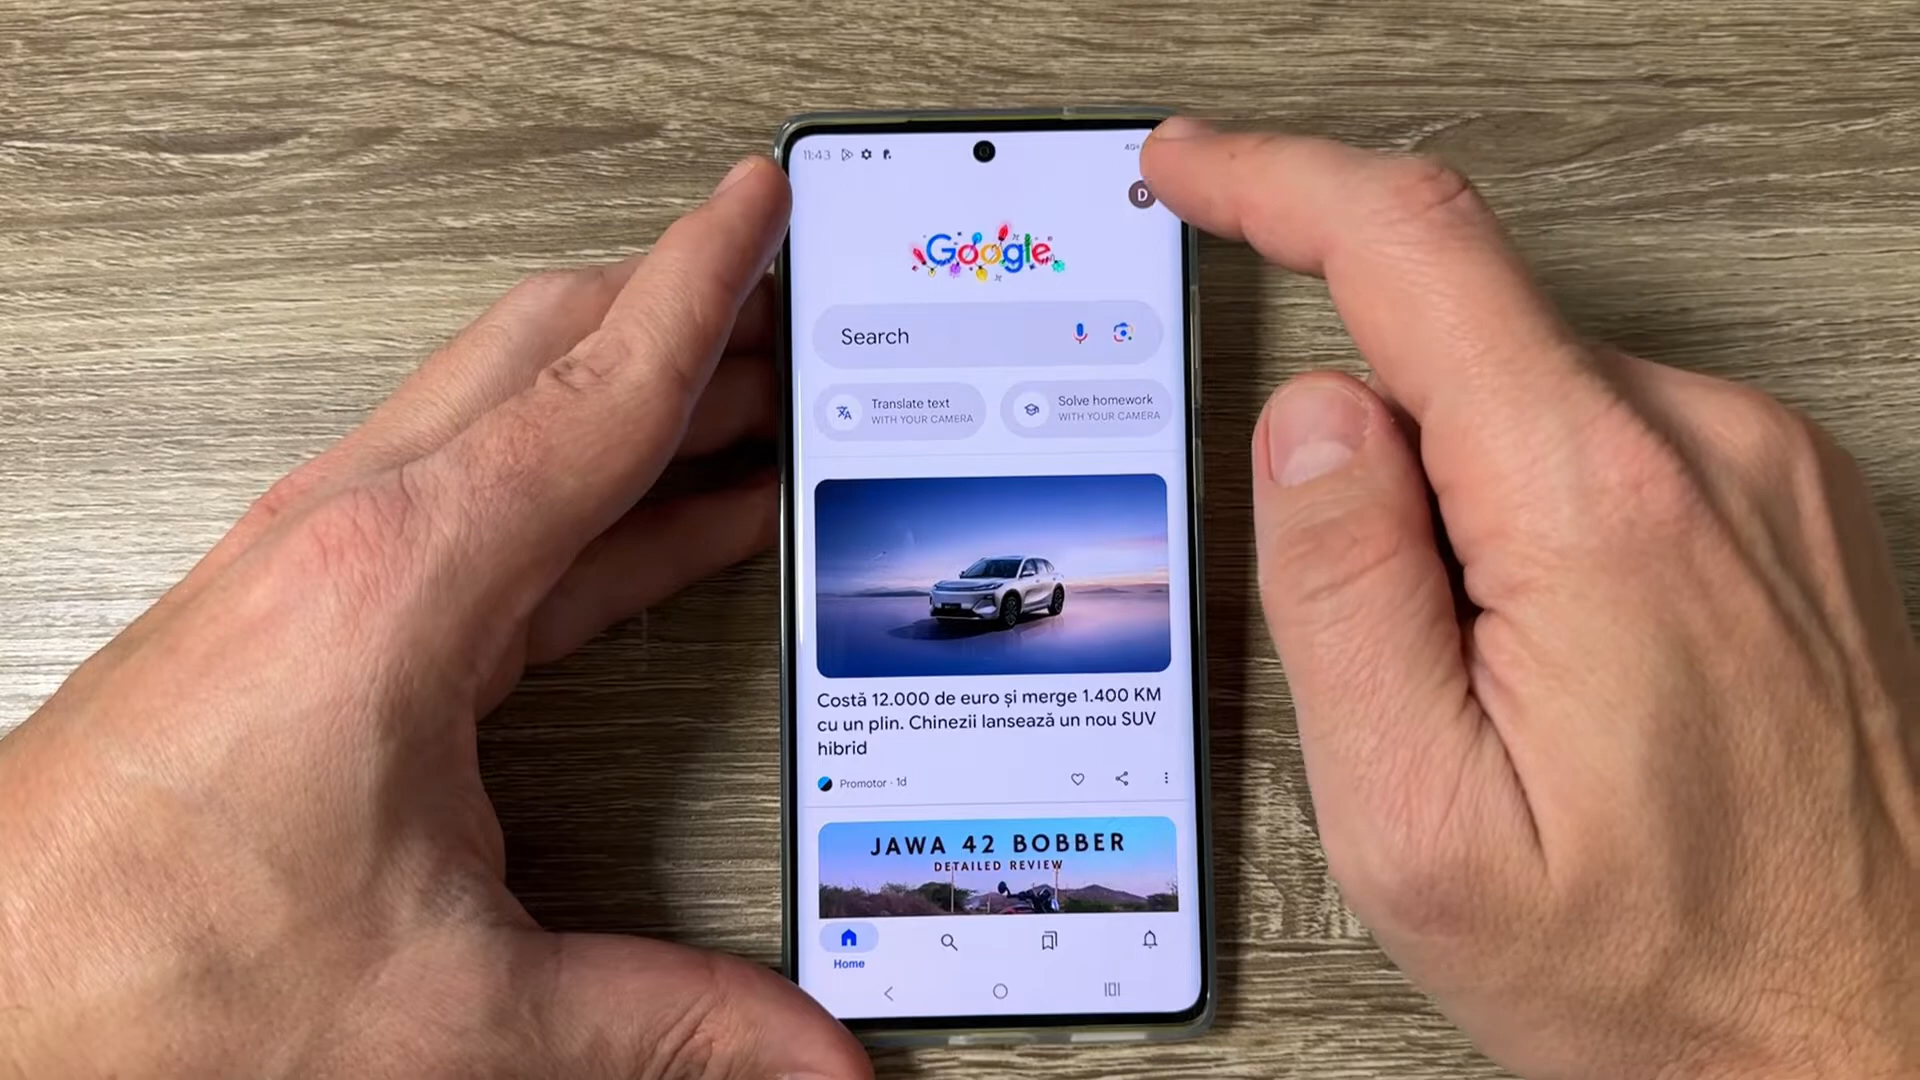 11:43
4G+
D
Google
Search
Translate text
WITH YOUR CAMERA
Solve homework
WITH YOUR CAMERA
Costă 12.000 de euro și merge 1.400 KM
cu un plin. Chinezii lansează un nou SUV
hibrid
Promotor · 1d
JAWA 42 BOBBER
DETAILED REVIEW
Home